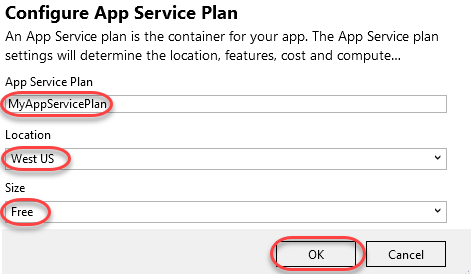 Configure App Service Plan
An App Service plan is the container for your app. The App Service plan
settings will determine the location, features, cost and compute...
App Service Plan
MyAppServicePlan
Location
West US
Size
Free
OK Cancel